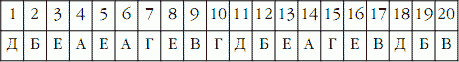 1 2 3 4 5 6 7 8 9 10 11 12 13 14 15 16 17 18 19 20
Д Б Е А Е А Г Е В Г Д Б Е А Г Е В Д Б В